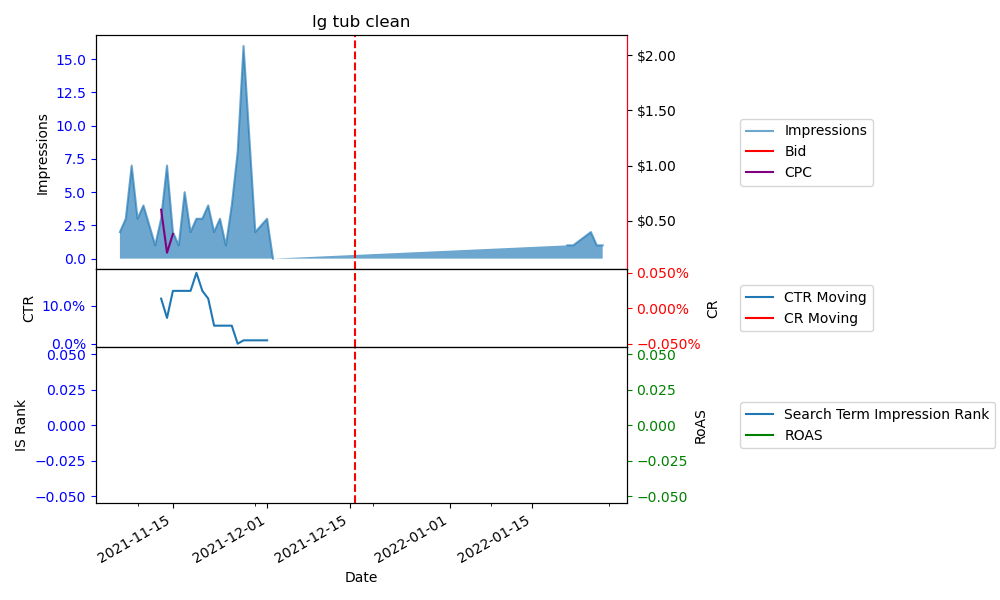 lg tub clean
15.0
12.5
10.0
7.5
5.0
2.5
0.0
Impressions
$2.00
$1.50
$1.00
$0.50
Impressions
Bid
CPC
10.0%
0.0%
CTR
0.050%
0.000%
−0.050%
CR
CTR Moving
CR Moving
0.050
0.025
0.000
−0.025
−0.050
IS Rank
0.050
0.025
0.000
−0.025
−0.050
RoAS
Search Term Impression Rank
ROAS
2021-11-15
2021-12-01
2021-12-15
2022-01-01
2022-01-15
Date